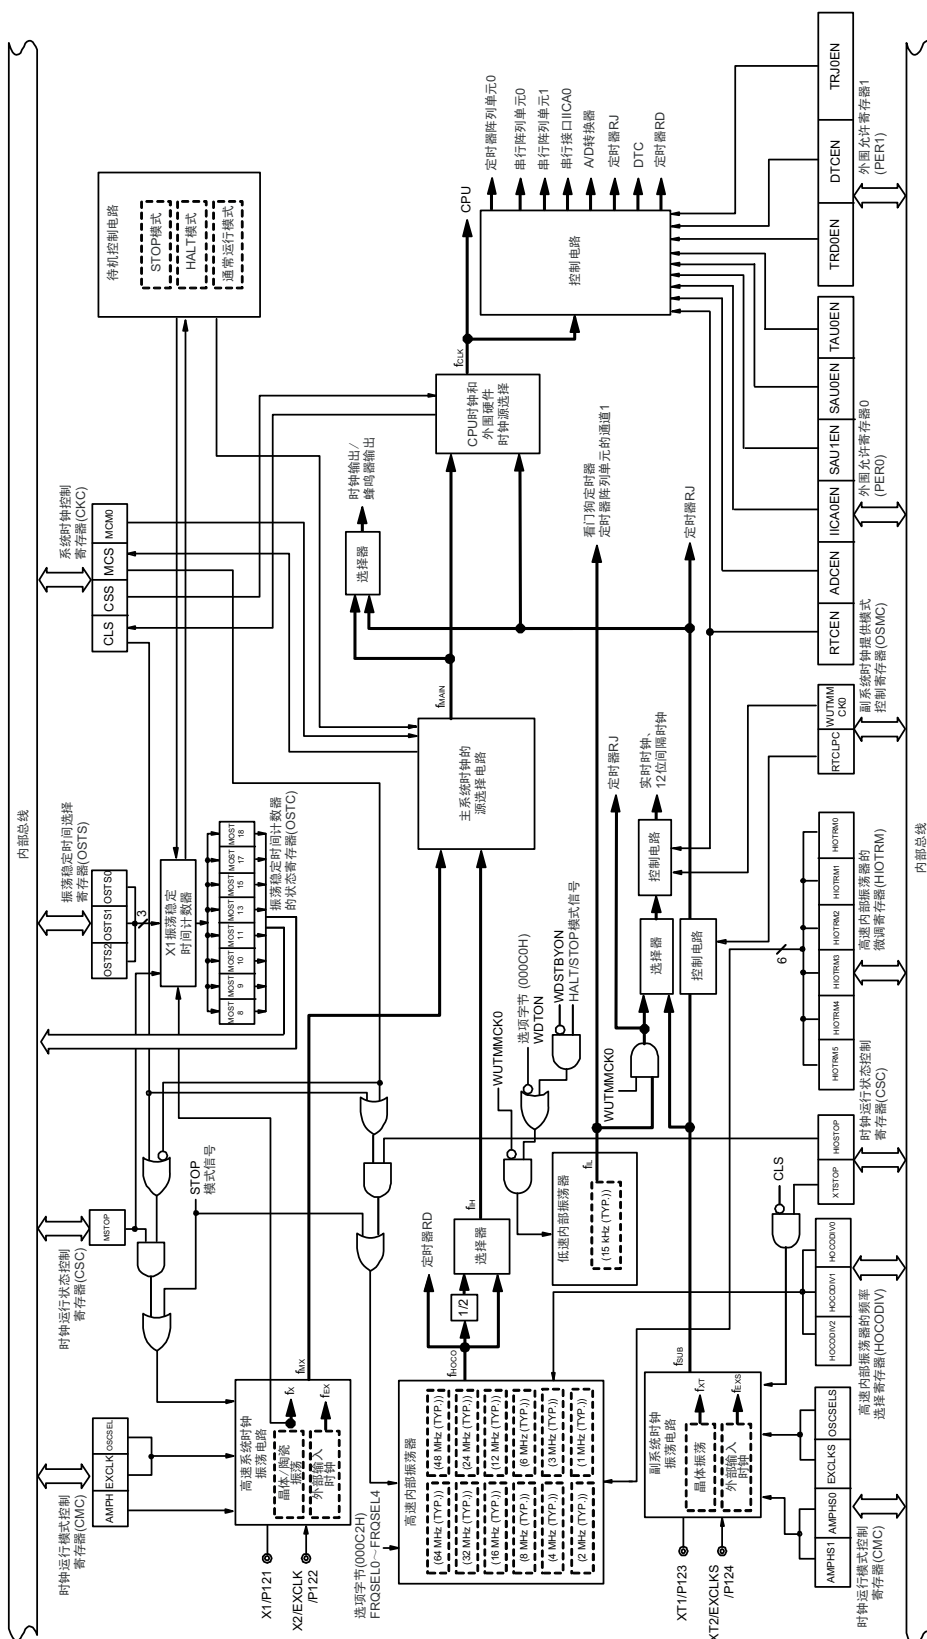 内部总线
时钟运行模式控制
寄存器(CMC)
AMPH
EXCLK
OSCSEL
时钟运行状态控制
寄存器(CSC)
MSTOP
振荡稳定时间选择
寄存器(OSTS)
OSTS2
OSTS1
OSTS0
3
系统时钟控制
寄存器(CKC)
CLS
CSS
MCS
MCM0
待机控制电路
STOP模式
HALT模式
通常运行模式
X1振荡稳定
时间计数器
MOST
8
MOST
9
MOST
10
MOST
11
MOST
13
MOST
15
MOST
17
MOST
18
振荡稳定时间计数器
的状态寄存器(OSTC)
STOP
模式信号
高速系统时钟
振荡电路
晶体/陶瓷
振荡
外部输入
时钟
fX
fEX
fMX
X1/P121
X2/EXCLK
/P122
选项字节(000C2H)
FRQSEL0～FRQSEL4
高速内部振荡器
(64 MHz (TYP.))
(48 MHz (TYP.))
(32 MHz (TYP.))
(24 MHz (TYP.))
(16 MHz (TYP.))
(12 MHz (TYP.))
(8 MHz (TYP.))
(6 MHz (TYP.))
(4 MHz (TYP.))
(3 MHz (TYP.))
(2 MHz (TYP.))
(1 MHz (TYP.))
fHOCO
定时器RD
1/2
选择器
fIH
主系统时钟的
源选择电路
fMAIN
选择器
时钟输出/
蜂鸣器输出
CPU时钟和
外围硬件
时钟源选择
fCLK
CPU
控制电路
定时器阵列单元0
串行阵列单元0
串行阵列单元1
串行接口IICA0
A/D转换器
定时器RJ
DTC
定时器RD
WUTMMCK0
选项字节 (000C0H)
WDTON
WDSTBYON
HALT/STOP模式信号
低速内部振荡器
(15 kHz (TYP.))
fIL
看门狗定时器
定时器阵列单元的通道1
WUTMMCK0
定时器RJ
选择器
控制电路
实时时钟、
12位间隔时钟
控制电路
定时器RJ
副系统时钟
振荡电路
晶体振荡
外部输入
时钟
fXT
fEXS
fSUB
XT1/P123
XT2/EXCLKS
/P124
CLS
6
AMPHS1
AMPHS0
EXCLKS
OSCSELS
时钟运行模式控制
寄存器(CMC)
HOCODIV2
HOCODIV1
HOCODIV0
高速内部振荡器的频率
选择寄存器(HOCODIV)
XTSTOP
HIOSTOP
时钟运行状态控制
寄存器(CSC)
HIOTRM5
HIOTRM4
HIOTRM3
HIOTRM2
HIOTRM1
HIOTRM0
高速内部振荡器的
微调寄存器(HIOTRM)
RTCLPC
WUTMM
CK0
副系统时钟提供模式
控制寄存器(OSMC)
RTCEN
ADCEN
IICA0EN
SAU1EN
SAU0EN
TAU0EN
外围允许寄存器0
(PER0)
TRD0EN
DTCEN
TRJ0EN
外围允许寄存器1
(PER1)
内部总线